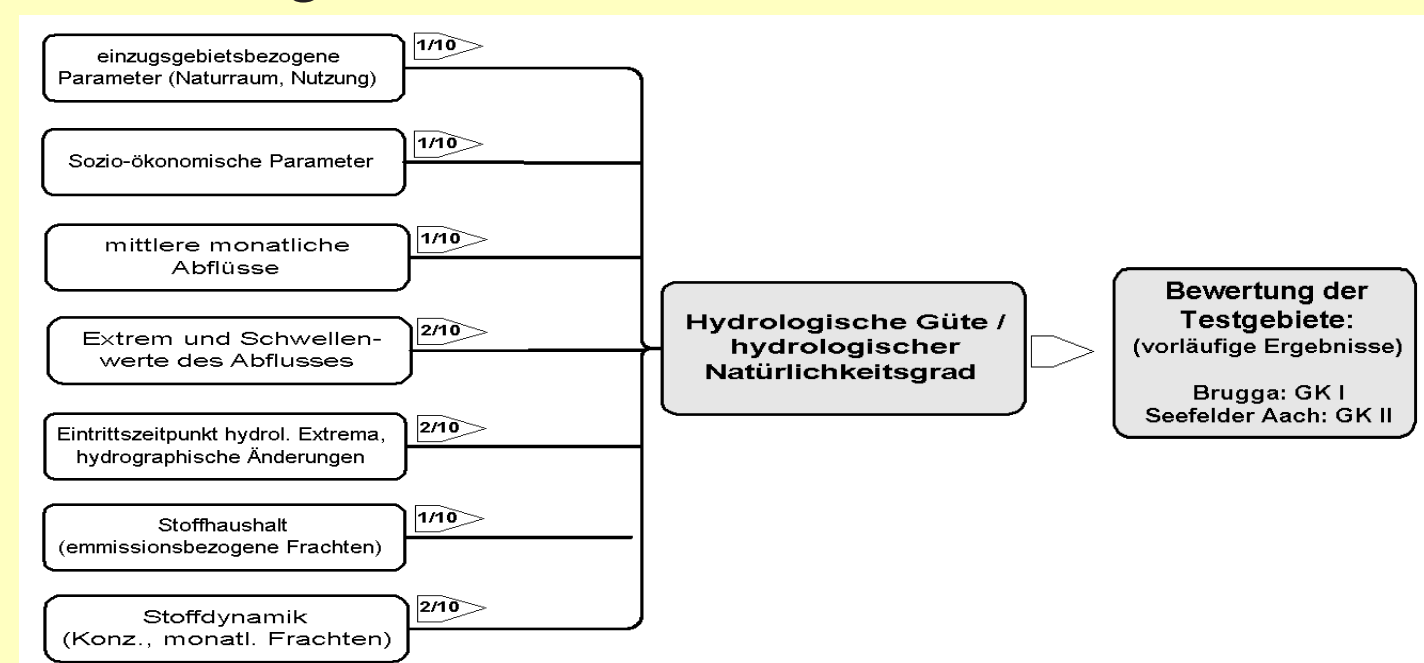 einzugsgebietsbezogene
Parameter (Naturraum, Nutzung)
1/10
Sozio-ökonomische Parameter
1/10
mittlere monatliche
Abflüsse
1/10
Extrem und Schwellen-
werte des Abflusses
2/10
Eintrittszeitpunkt hydrol. Extrema,
hydrographische Änderungen
2/10
Stoffhaushalt
(emmissionsbezogene Frachten)
1/10
Stoffdynamik
(Konz., monatl. Frachten)
2/10
Hydrologische Güte /
hydrologischer
Natürlichkeitsgrad
Bewertung der
Testgebiete:
(vorläufige Ergebnisse)
Brugga: GK I
Seefelder Aach: GK II